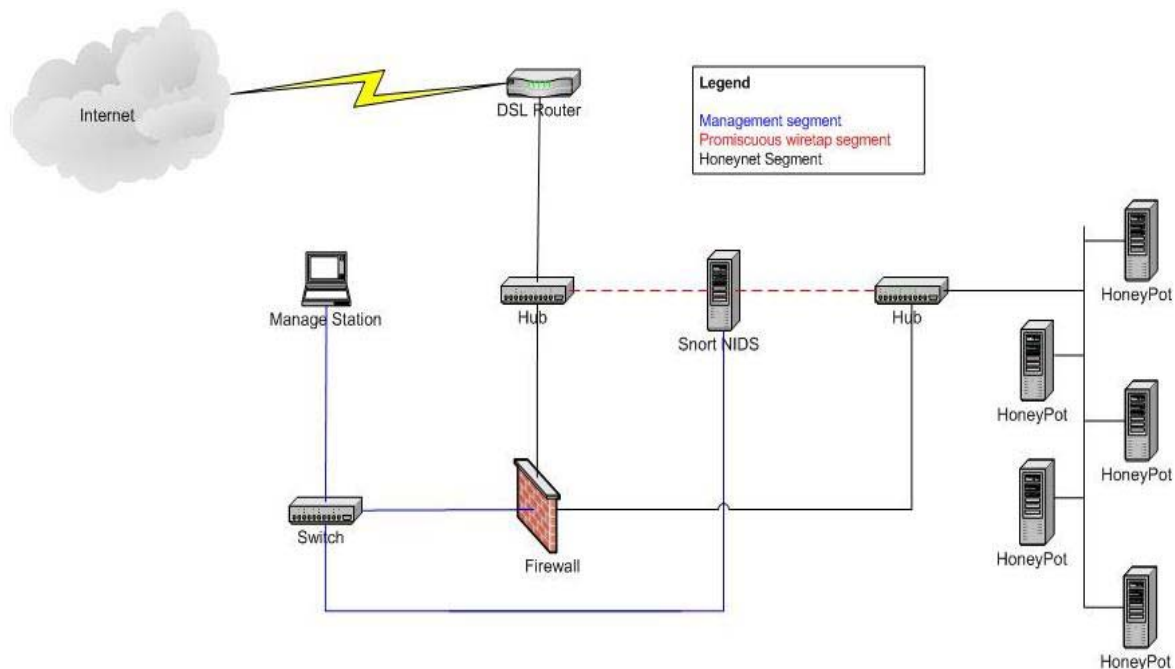 Internet
DSL Router
Legend
Management segment
Promiscuous wiretap segment
Honeynet Segment
Manage Station
Hub
Snort NIDS
Hub
HoneyPot
HoneyPot
HoneyPot
HoneyPot
HoneyPot
Switch
Firewall